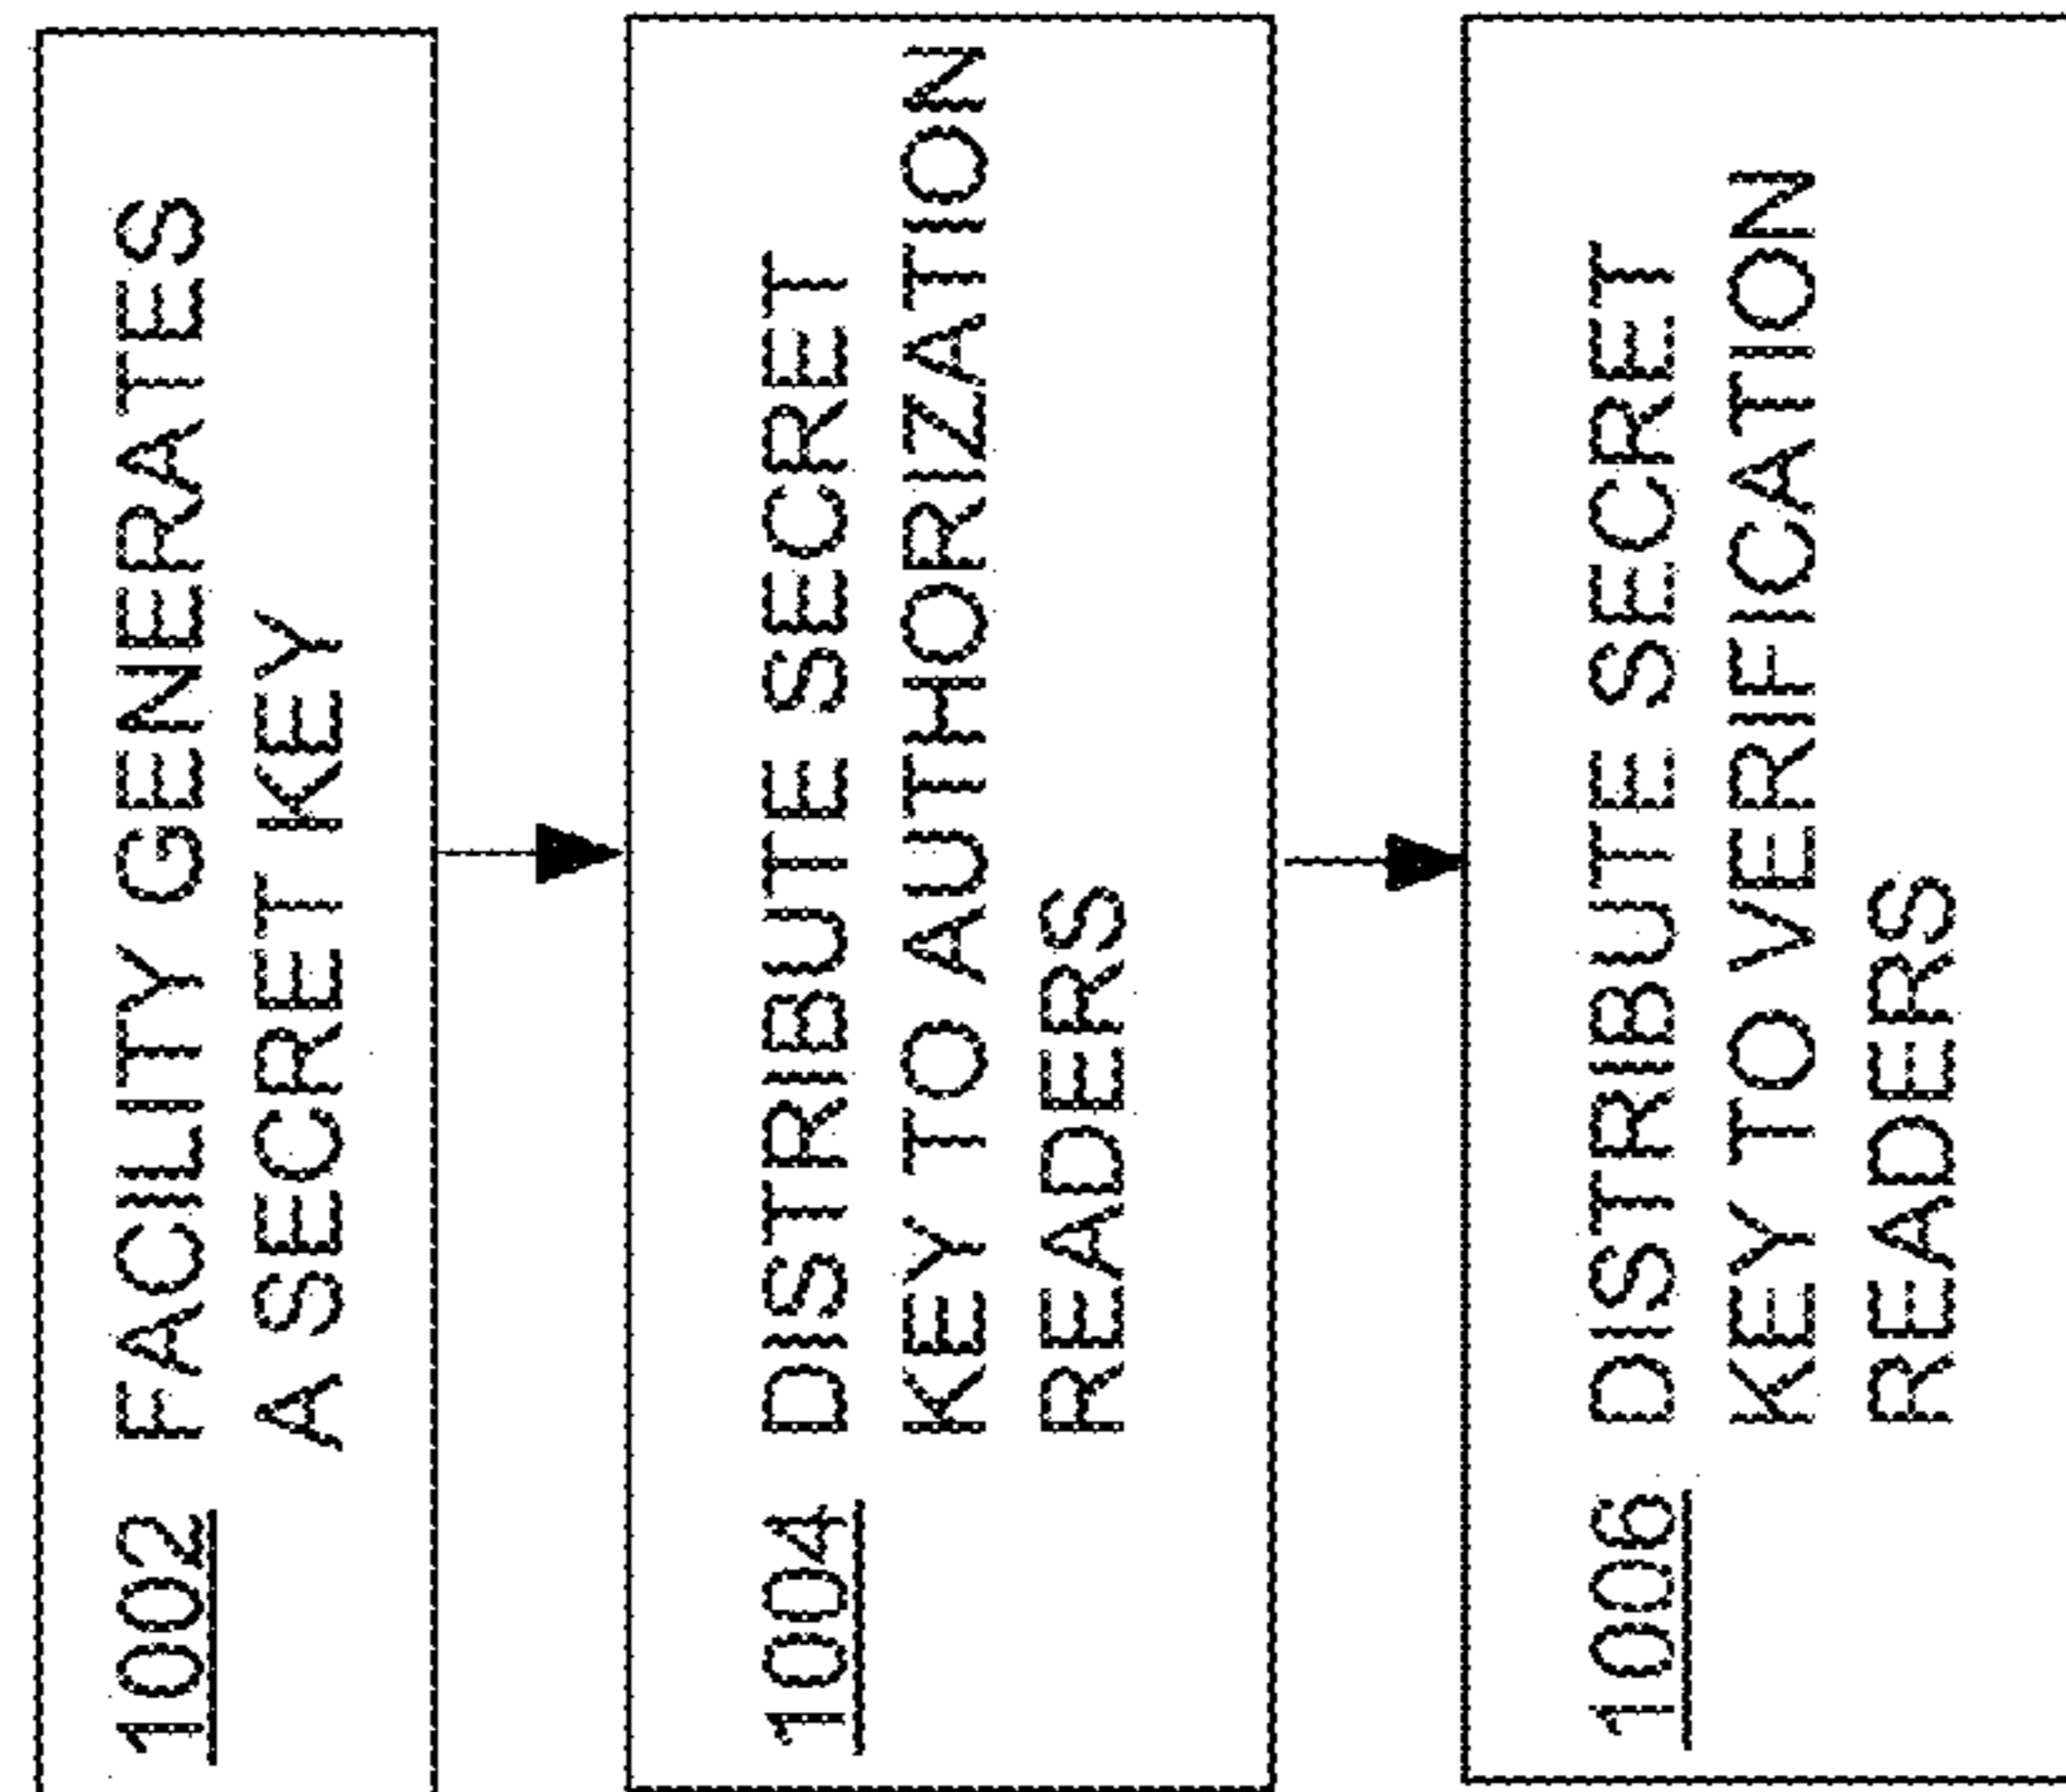 1002 FACILITY GENERATES
A SECRET KEY
1004 DISTRIBUTE SECRET
KEY TO AUTHORIZATION
READERS
1006 DISTRIBUTE SECRET
KEY TO VERIFICATION
READERS